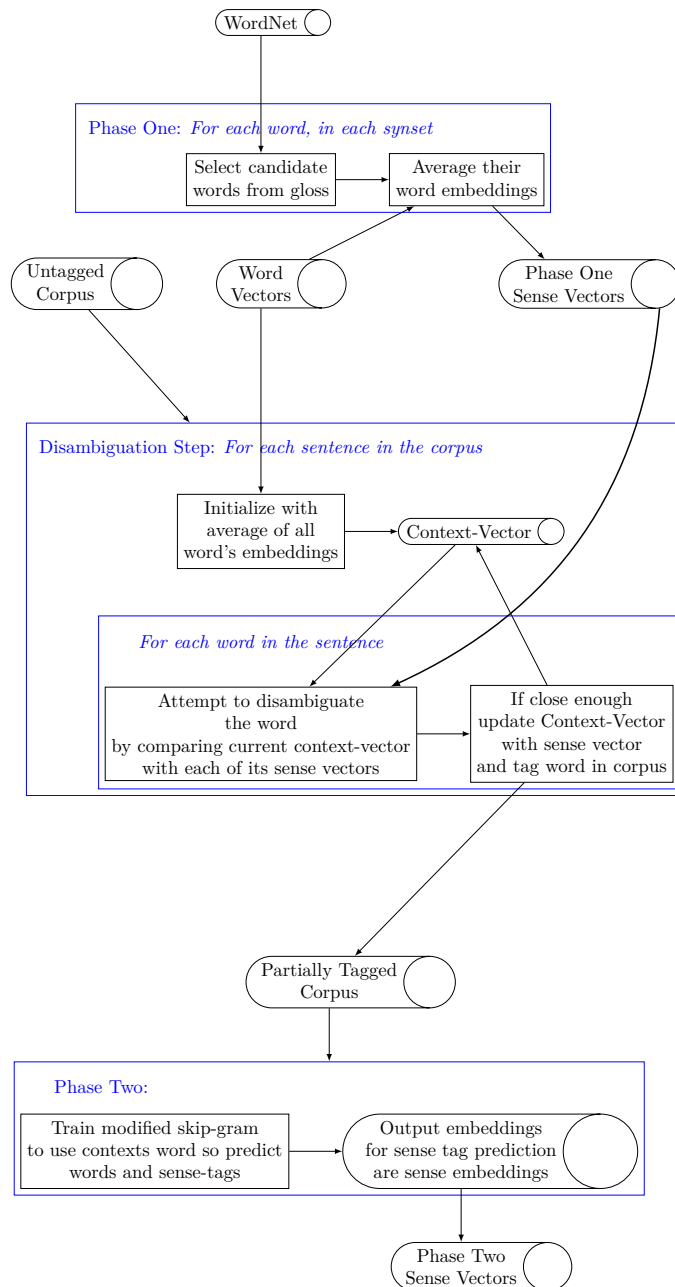 WordNet
Phase One: For each word, in each synset
Select candidate
words from gloss
Average their
word embeddings
Untagged
Corpus
Word
Vectors
Phase One
Sense Vectors
Disambiguation Step: For each sentence in the corpus
Initialize with
average of all
word's embeddings
Context-Vector
For each word in the sentence
Attempt to disambiguate
the word
by comparing current context-vector
with each of its sense vectors
If close enough
update Context-Vector
with sense vector
and tag word in corpus
Partially Tagged
Corpus
Phase Two:
Train modified skip-gram
to use contexts word so predict
words and sense-tags
Output embeddings
for sense tag prediction
are sense embeddings
Phase Two
Sense Vectors